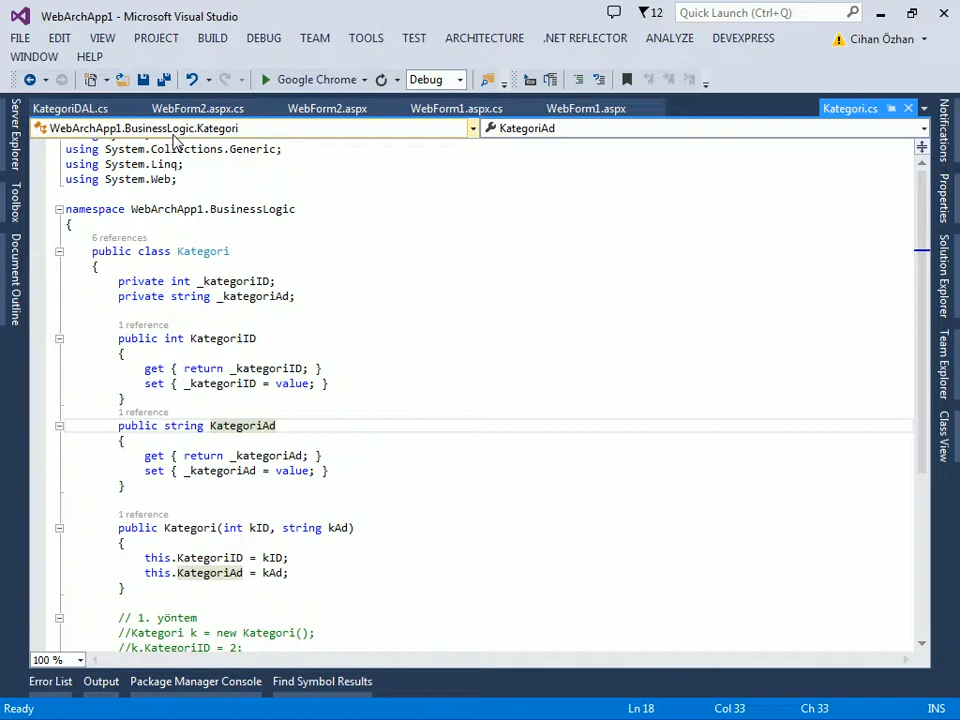 WebArchApp1 - Microsoft Visual Studio
12
Quick Launch (Ctrl+Q)
FILE EDIT VIEW PROJECT BUILD DEBUG TEAM TOOLS TEST ARCHITECTURE .NET REFLECTOR ANALYZE DEVEXPRESS
Cihan Özhan
WINDOW HELP
Google Chrome Debug
KategoriDAL.cs WebForm2.aspx.cs WebForm2.aspx WebForm1.aspx.cs WebForm1.aspx Kategori.cs
WebArchApp1.BusinessLogic.Kategori KategoriAd
using System.Collections.Generic;
using System.Linq;
using System.Web;
namespace WebArchApp1.BusinessLogic
{
6 references
public class Kategori
{
private int _kategoriID;
private string _kategoriAd;
1 reference
public int KategoriID
{
get { return _kategoriID; }
set { _kategoriID = value; }
}
1 reference
public string KategoriAd
{
get { return _kategoriAd; }
set { _kategoriAd = value; }
}
1 reference
public Kategori(int kID, string kAd)
{
this.KategoriID = kID;
this.KategoriAd = kAd;
}
// 1. yöntem
//Kategori k = new Kategori();
//k.KategoriID = 2;
100 %
Error List Output Package Manager Console Find Symbol Results
Ready Ln 18 Col 33 Ch 33 INS
Server Explorer
Toolbox
Document Outline
Notifications
Properties
Solution Explorer
Team Explorer
Class View